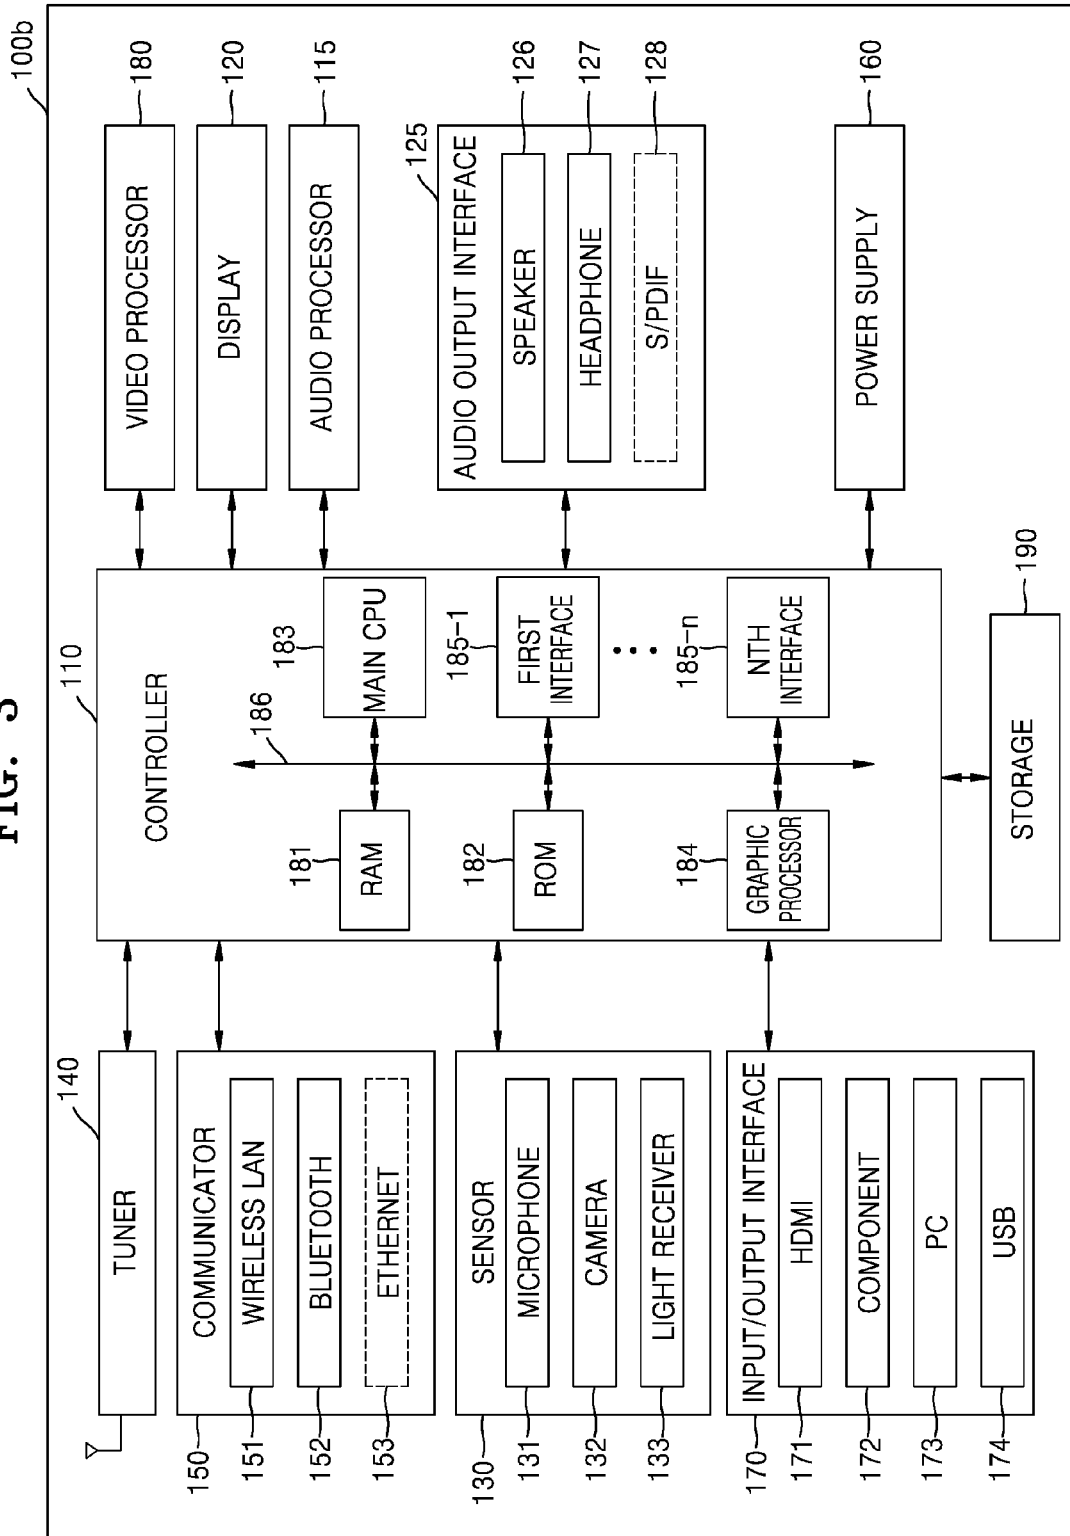 FIG. 3
100b
140
TUNER
150
COMMUNICATOR
151
WIRELESS LAN
152
BLUETOOTH
153
ETHERNET
130
SENSOR
131
MICROPHONE
132
CAMERA
133
LIGHT RECEIVER
170
INPUT/OUTPUT INTERFACE
171
HDMI
172
COMPONENT
173
PC
174
USB
110
CONTROLLER
181
RAM
182
ROM
184
GRAPHIC
PROCESSOR
186
183
MAIN CPU
185-1
FIRST
INTERFACE
185-n
NTH
INTERFACE
190
STORAGE
VIDEO PROCESSOR
180
DISPLAY
120
AUDIO PROCESSOR
115
125
AUDIO OUTPUT INTERFACE
SPEAKER
126
HEADPHONE
127
S/PDIF
128
POWER SUPPLY
160